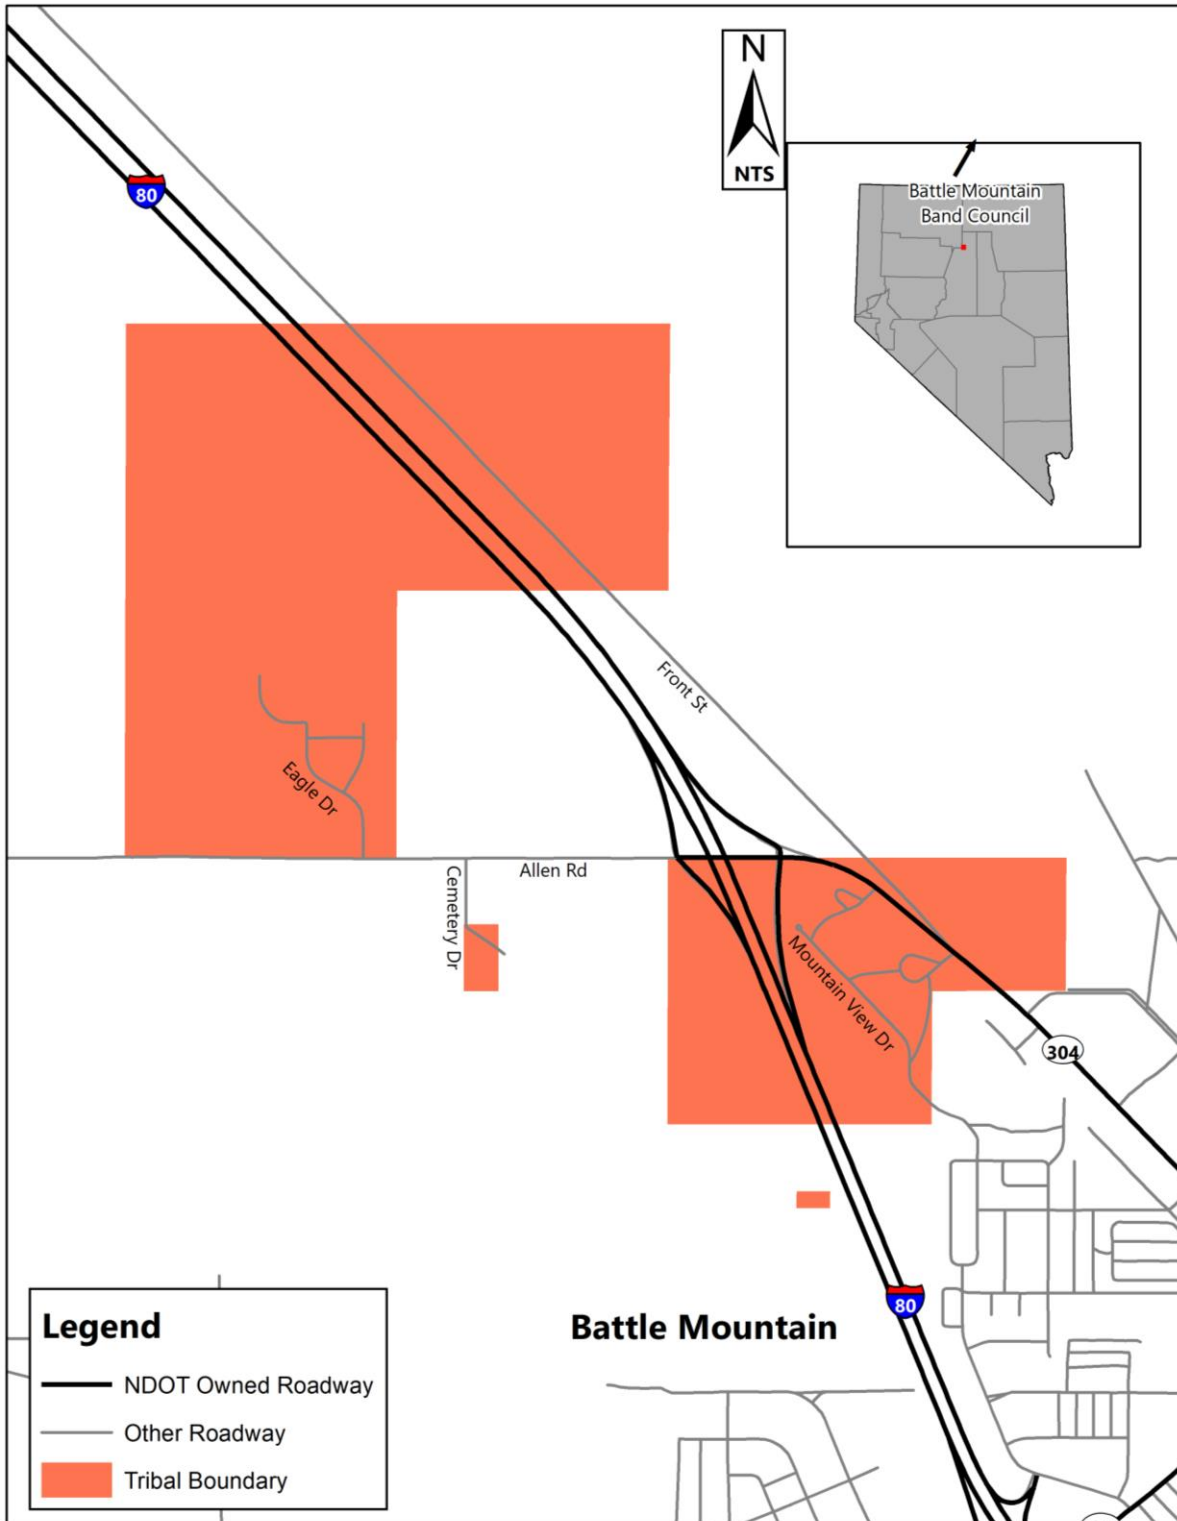 N
NTS
80
Battle Mountain
Band Council
Front St
Eagle Dr
Allen Rd
Cemetery Dr
Mountain View Dr
304
80
Battle Mountain
Legend
NDOT Owned Roadway
Other Roadway
Tribal Boundary